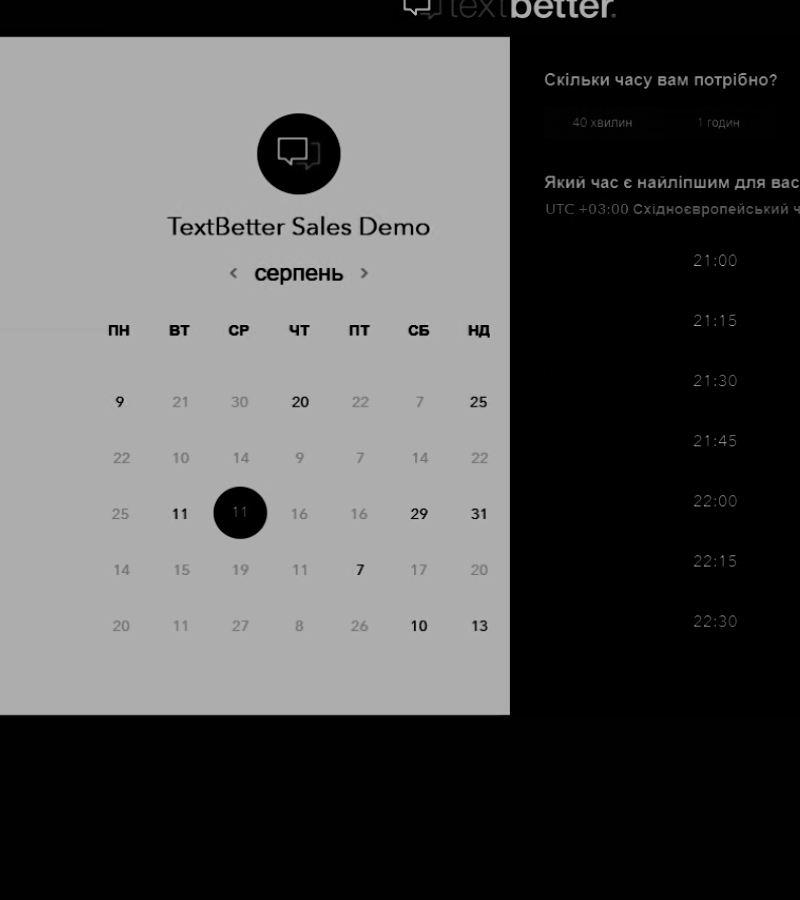 textbetter.
TextBetter Sales Demo
серпень
ПН ВТ СР ЧТ ПТ СБ НД
9 21 30 20 22 7 25
22 10 14 9 7 14 22
25 11 11 16 16 29 31
14 15 19 11 7 17 20
20 11 27 8 26 10 13
Скільки часу вам потрібно?
40 хвилин 1 годин
Який час є найліпшим для вас
UTC +03:00 Східноєвропейський ч
21:00
21:15
21:30
21:45
22:00
22:15
22:30